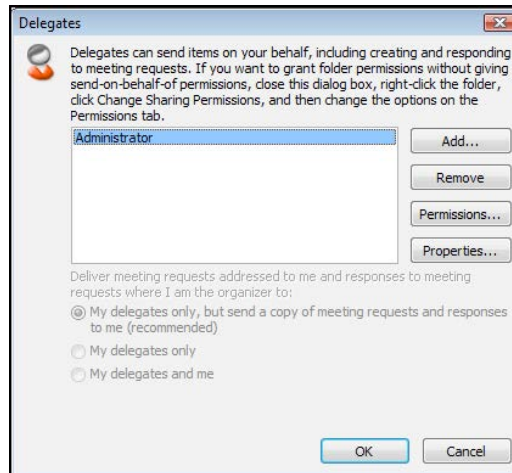 Delegates
Delegates can send items on your behalf, including creating and responding
to meeting requests. If you want to grant folder permissions without giving
send-on-behalf-of permissions, close this dialog box, right-click the folder,
click Change Sharing Permissions, and then change the options on the
Permissions tab.
Administrator
Add...
Remove
Permissions...
Properties...
Deliver meeting requests addressed to me and responses to meeting
requests where I am the organizer to:
My delegates only, but send a copy of meeting requests and responses
to me (recommended)
My delegates only
My delegates and me
OK
Cancel